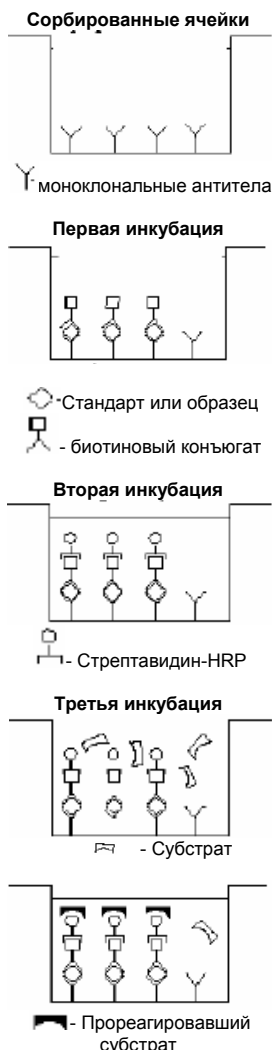 Сорбированные ячейки
моноклональные антитела
Первая инкубация
-Стандарт или образец
- биотиновый конъюгат
Вторая инкубация
- Стрептавидин-HRP
Третья инкубация
- Субстрат
- Прореагировавший
субстрат